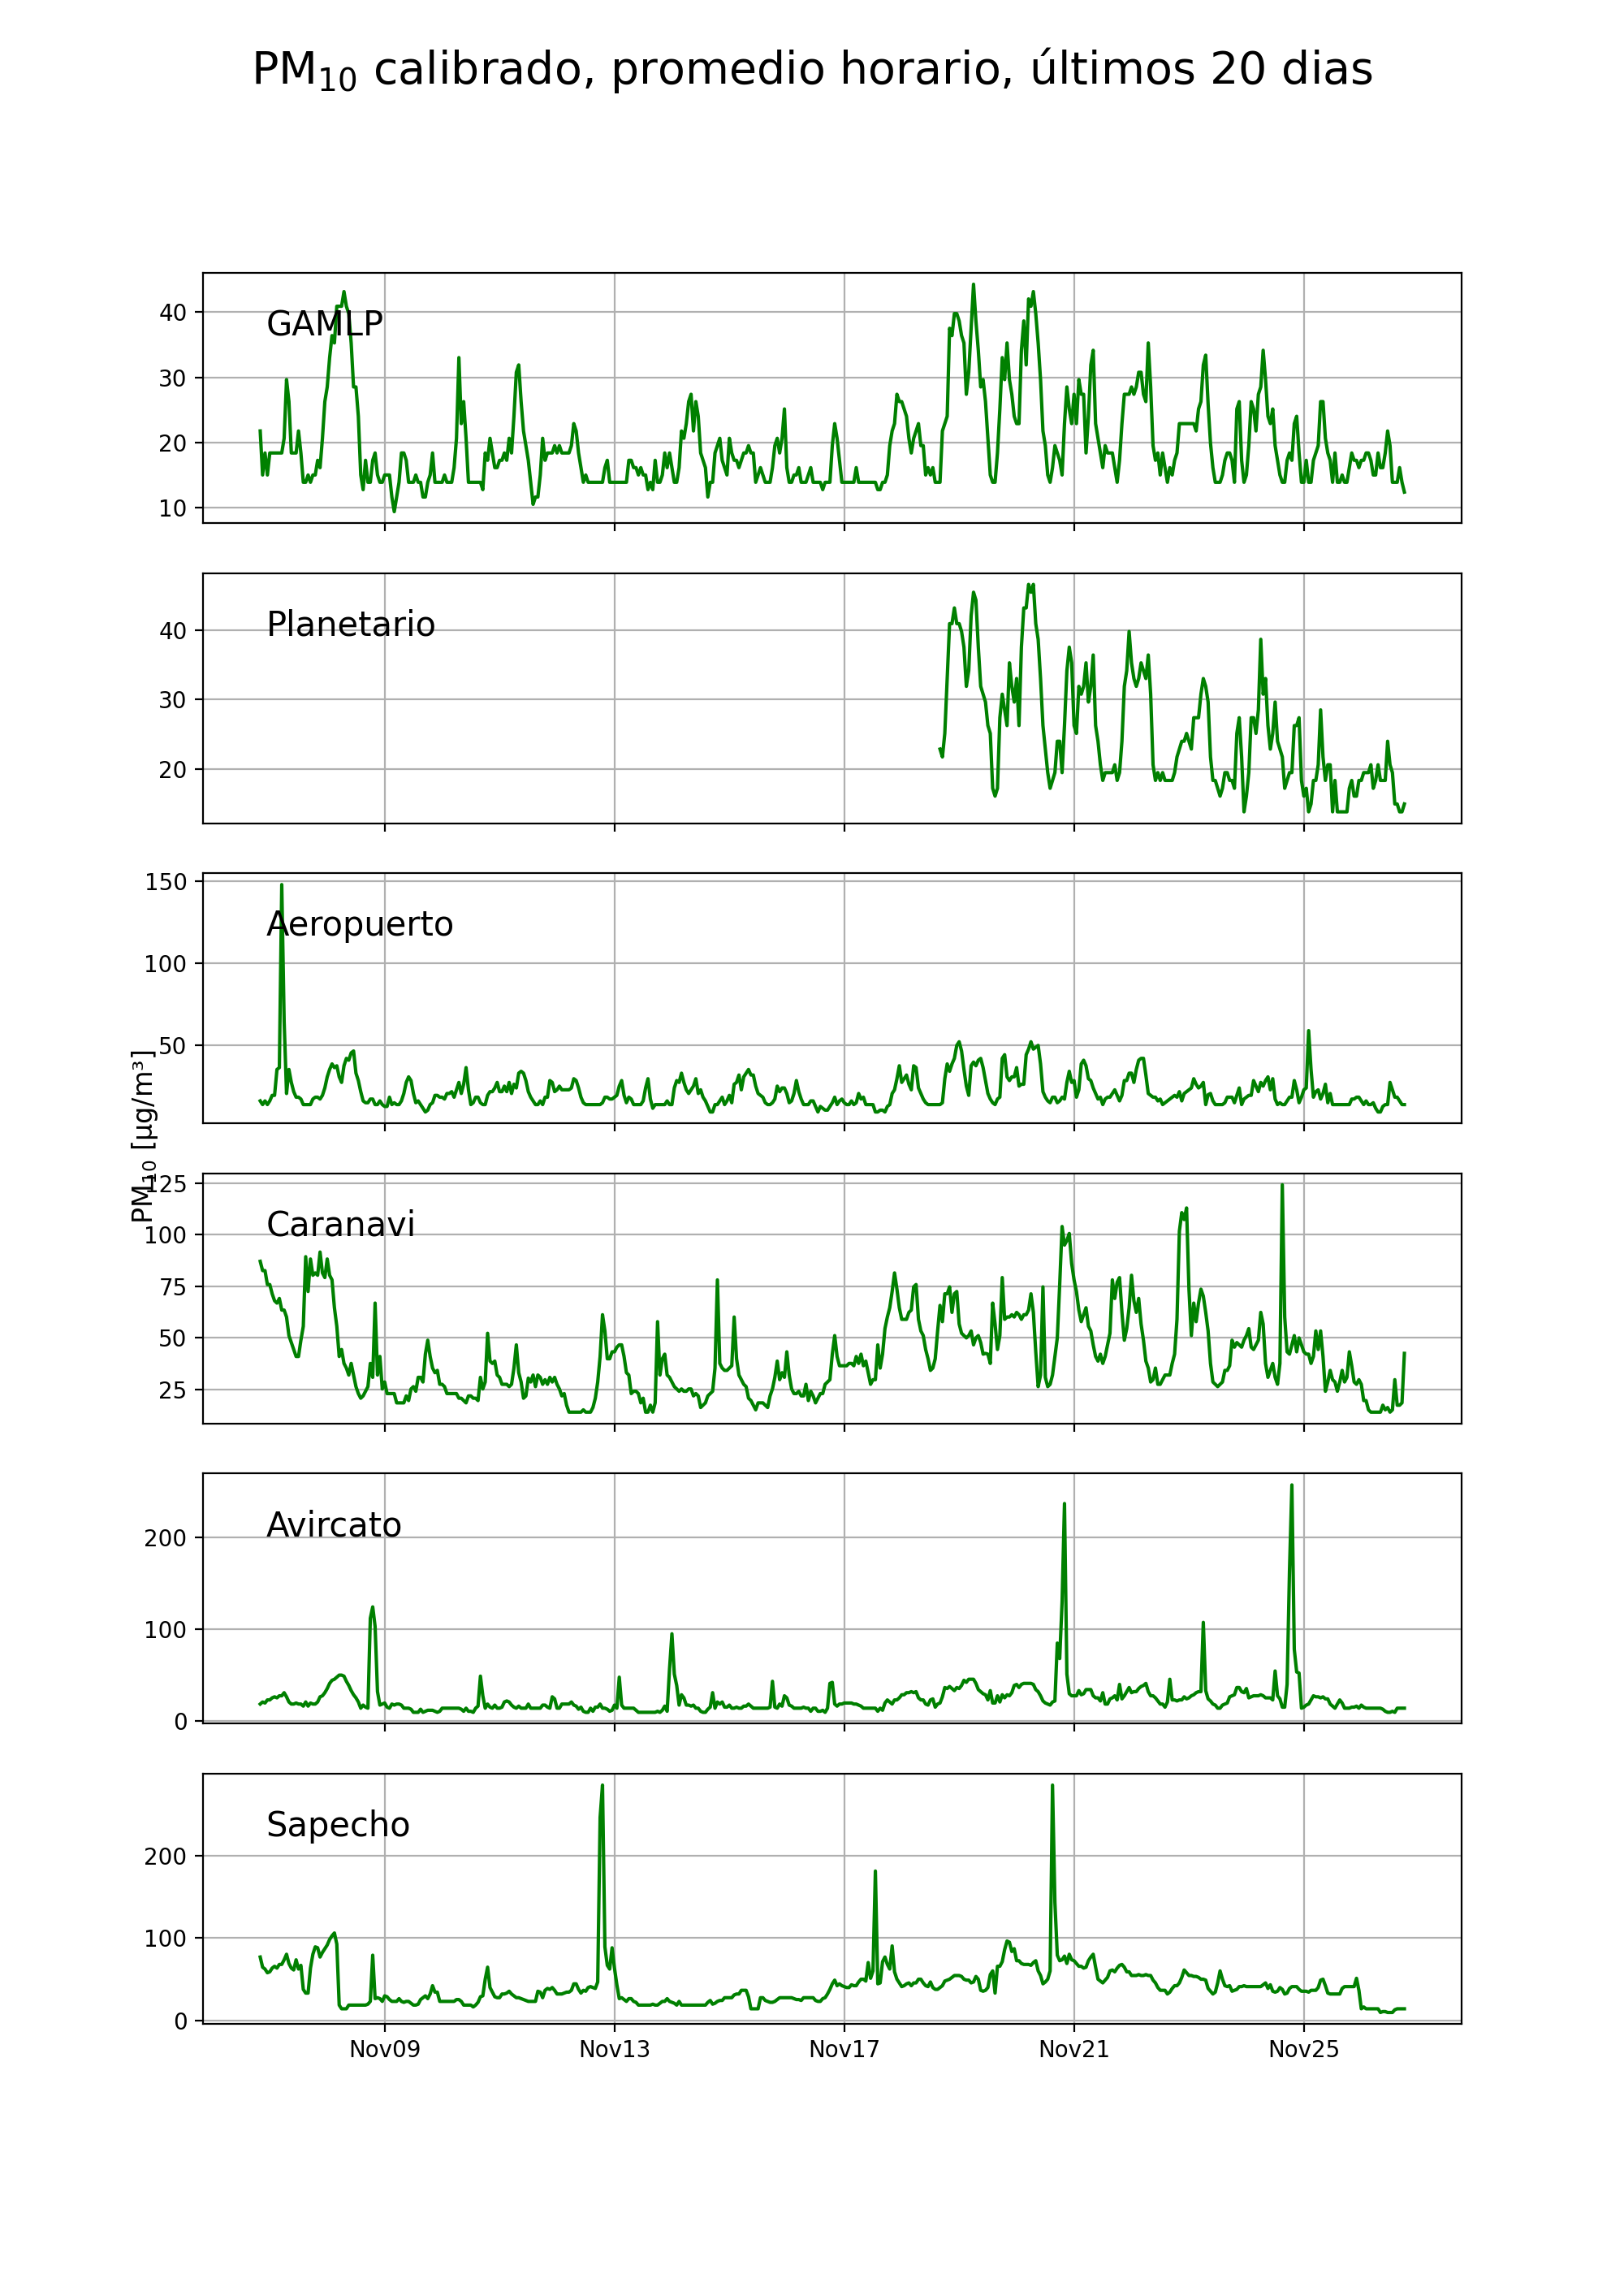 PM₁₀ calibrado, promedio horario, últimos 20 dias
GAMLP
40
30
20
10
Planetario
40
30
20
Aeropuerto
150
100
50
PM₁₀ [µg/m³]
Caranavi
125
100
75
50
25
Avircato
200
100
0
Sapecho
200
100
0
Nov09 Nov13 Nov17 Nov21 Nov25